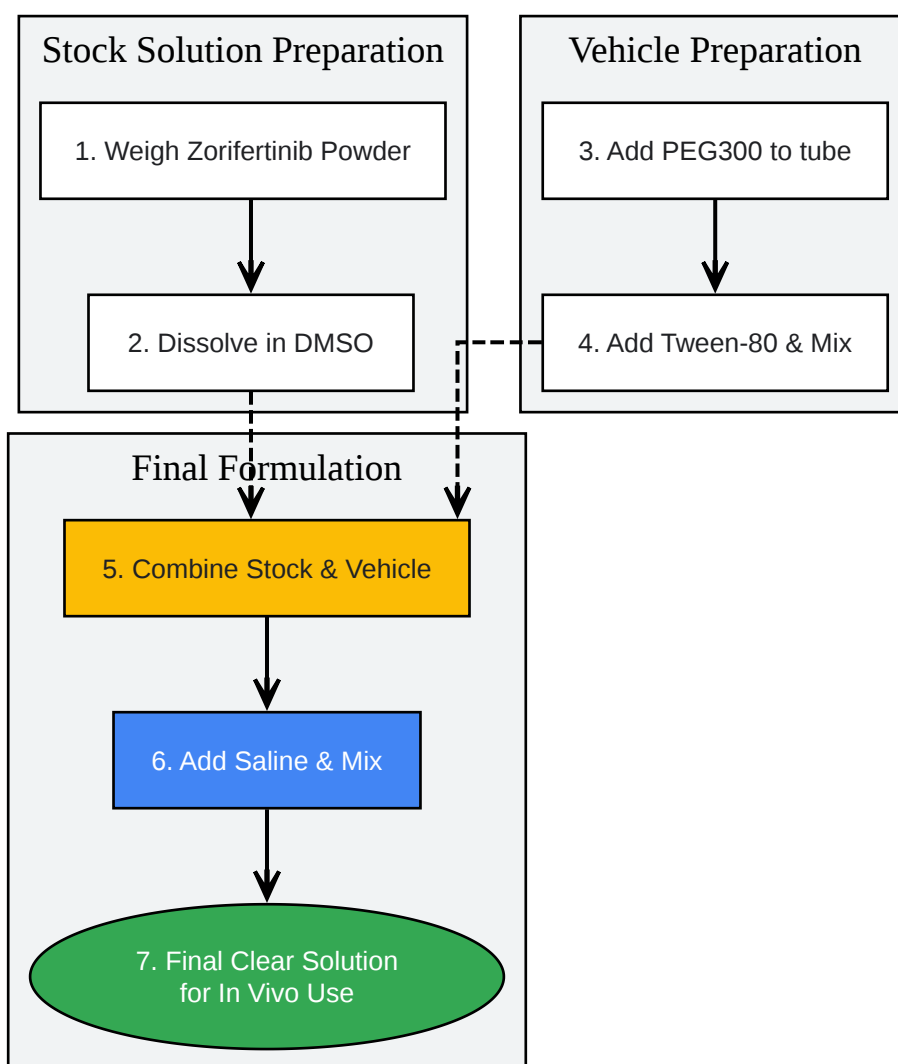 Stock Solution Preparation
1. Weigh Zorifertinib Powder
2. Dissolve in DMSO
Vehicle Preparation
3. Add PEG300 to tube
4. Add Tween-80 & Mix
Final Formulation
5. Combine Stock & Vehicle
6. Add Saline & Mix
7. Final Clear Solution
for In Vivo Use